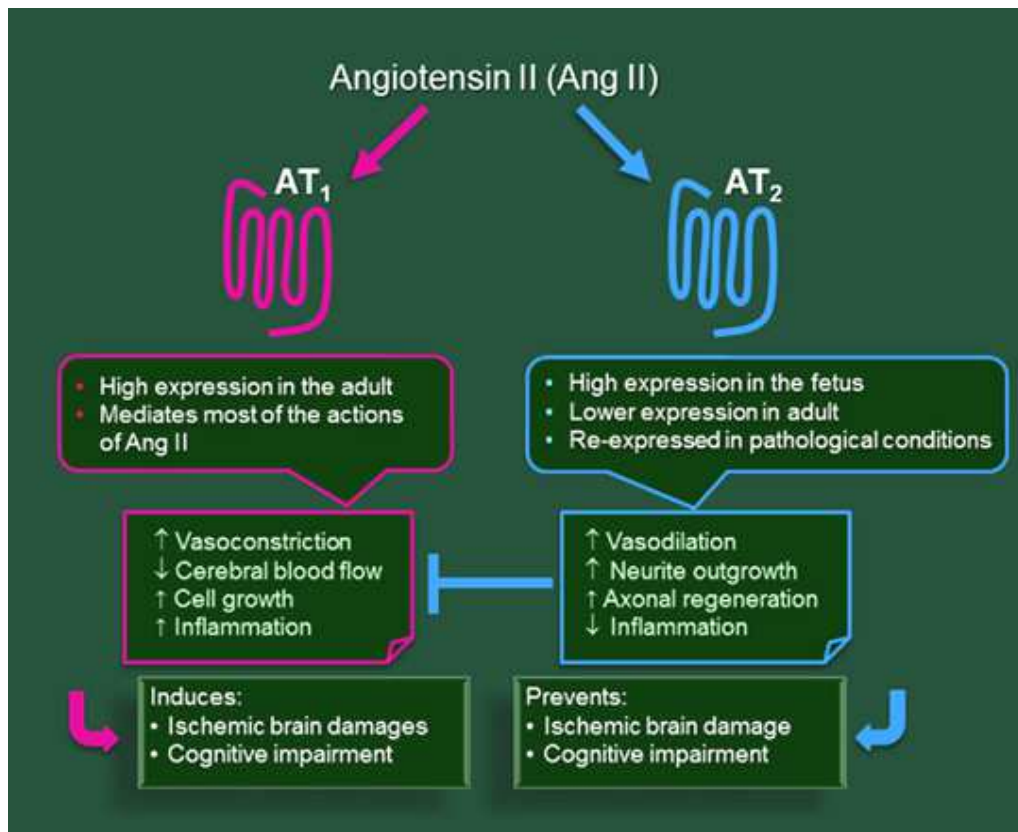 Angiotensin II (Ang II)
AT₁
AT₂
• High expression in the adult
• Mediates most of the actions
of Ang II
• High expression in the fetus
• Lower expression in adult
• Re-expressed in pathological conditions
↑ Vasoconstriction
↓ Cerebral blood flow
↑ Cell growth
↑ Inflammation
↑ Vasodilation
↑ Neurite outgrowth
↑ Axonal regeneration
↓ Inflammation
Induces:
• Ischemic brain damages
• Cognitive impairment
Prevents:
• Ischemic brain damage
• Cognitive impairment